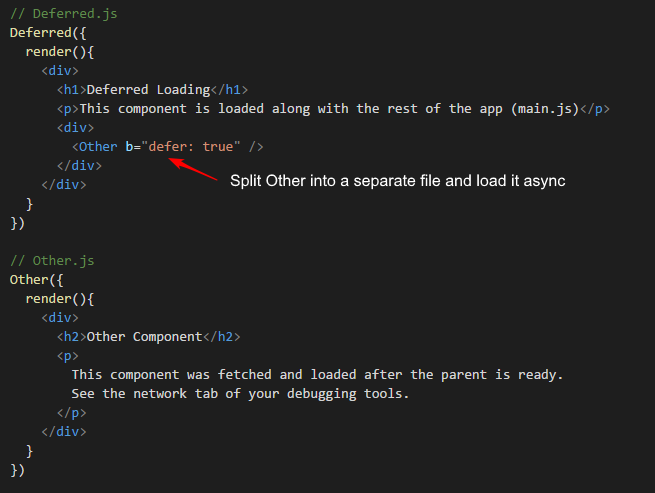 // Deferred.js
Deferred({
  render(){
    <div>
      <h1>Deferred Loading</h1>
      <p>This component is loaded along with the rest of the app (main.js)</p>
      <div>
        <Other b="defer: true" />
      </div>
Split Other into a separate file and load it async
    </div>
  }
})
// Other.js
Other({
  render(){
    <div>
      <h2>Other Component</h2>
      <p>
        This component was fetched and loaded after the parent is ready.
        See the network tab of your debugging tools.
      </p>
    </div>
  }
})